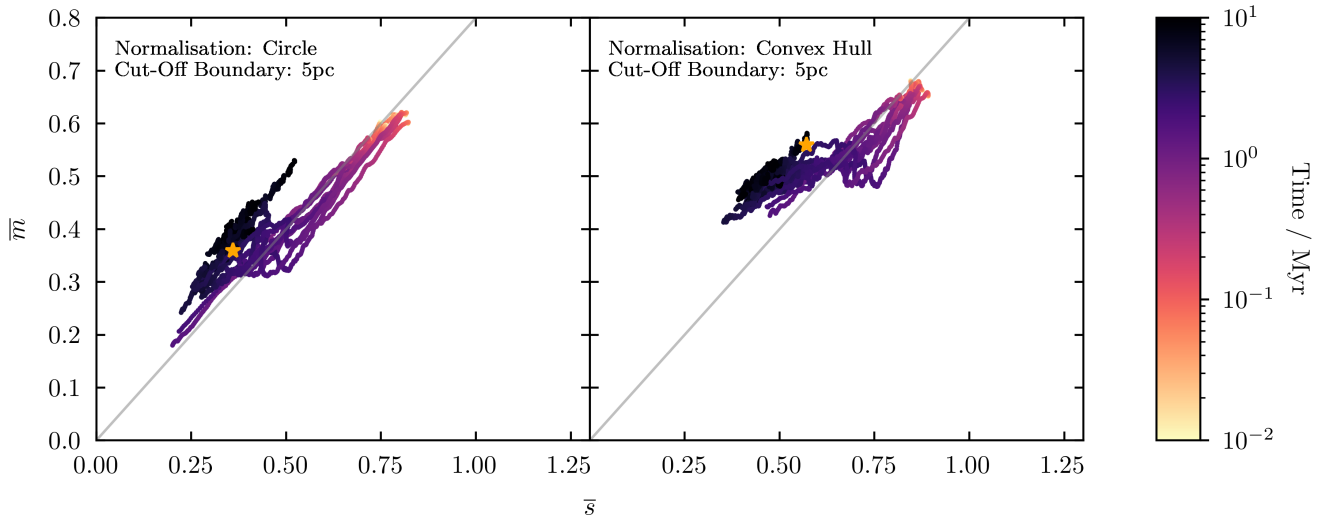 0.8
0.7
0.6
0.5
0.4
0.3
0.2
0.1
0.0
m̅
Normalisation: Circle
Cut-Off Boundary: 5pc
0.00 0.25 0.50 0.75 1.00 1.25
Normalisation: Convex Hull
Cut-Off Boundary: 5pc
0.25 0.50 0.75 1.00 1.25
s̅
10¹
10⁰
10⁻¹
10⁻²
Time / Myr